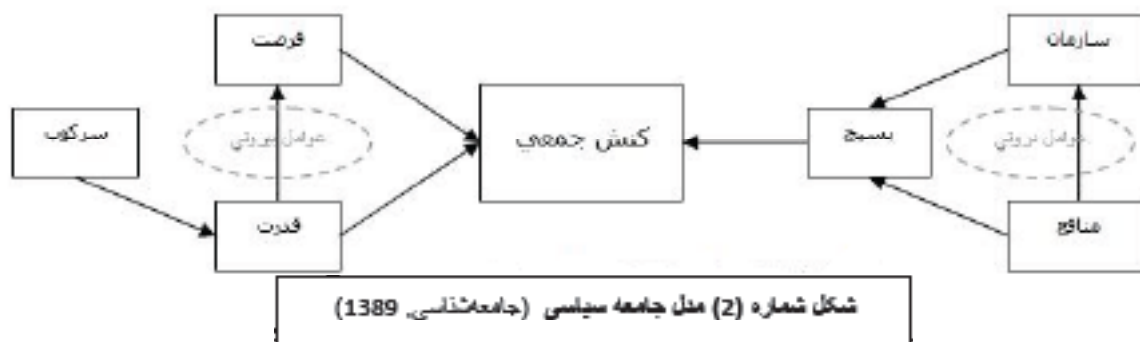 سازمان
فرصت
بسیج
عوامل درونی
کنش جمعي
عوامل بیرونی
سرکوب
منافع
قدرت
شکل شماره (2) مدل جامعه سیاسی (جامعه‌شناسی, 1389)